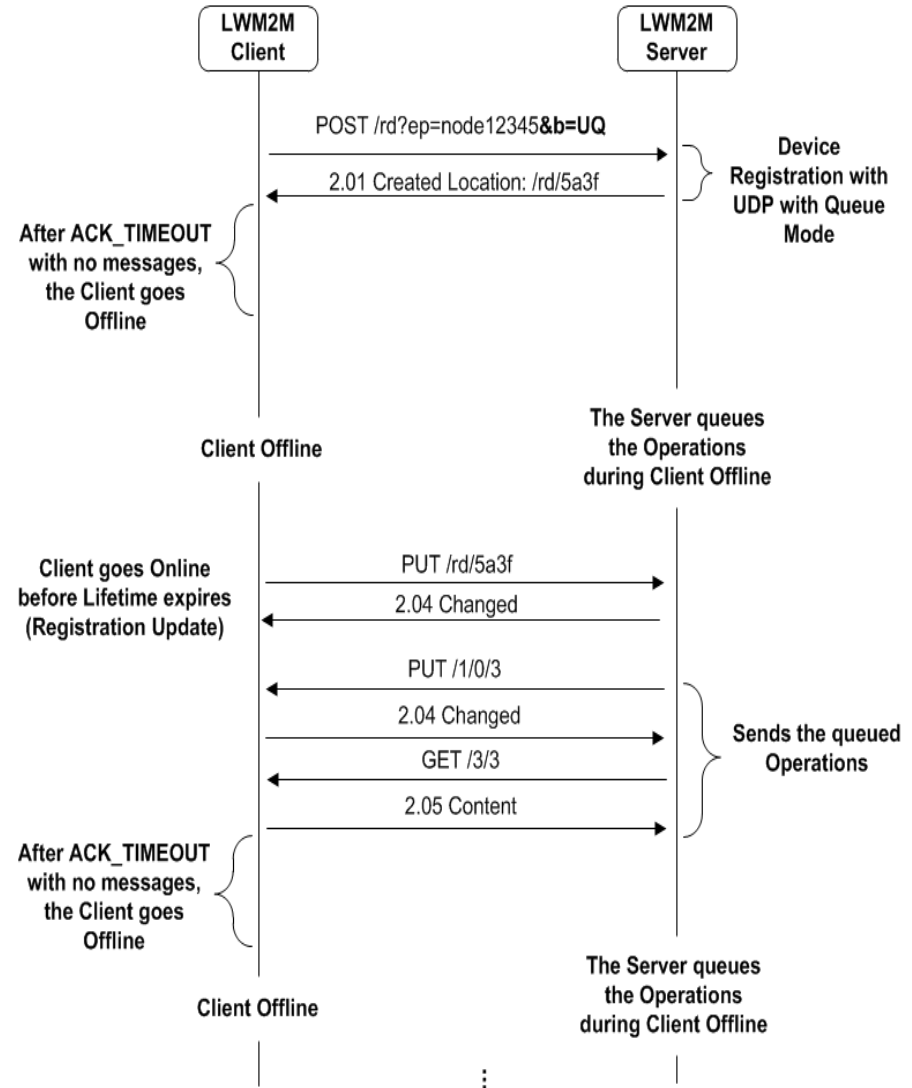 LWM2M
Client
LWM2M
Server
POST /rd?ep=node12345&b=UQ
2.01 Created Location: /rd/5a3f
Device
Registration with
UDP with Queue
Mode
After ACK_TIMEOUT
with no messages,
the Client goes
Offline
Client Offline
The Server queues
the Operations
during Client Offline
Client goes Online
before Lifetime expires
(Registration Update)
PUT /rd/5a3f
2.04 Changed
PUT /1/0/3
2.04 Changed
GET /3/3
2.05 Content
Sends the queued
Operations
After ACK_TIMEOUT
with no messages,
the Client goes
Offline
Client Offline
The Server queues
the Operations
during Client Offline